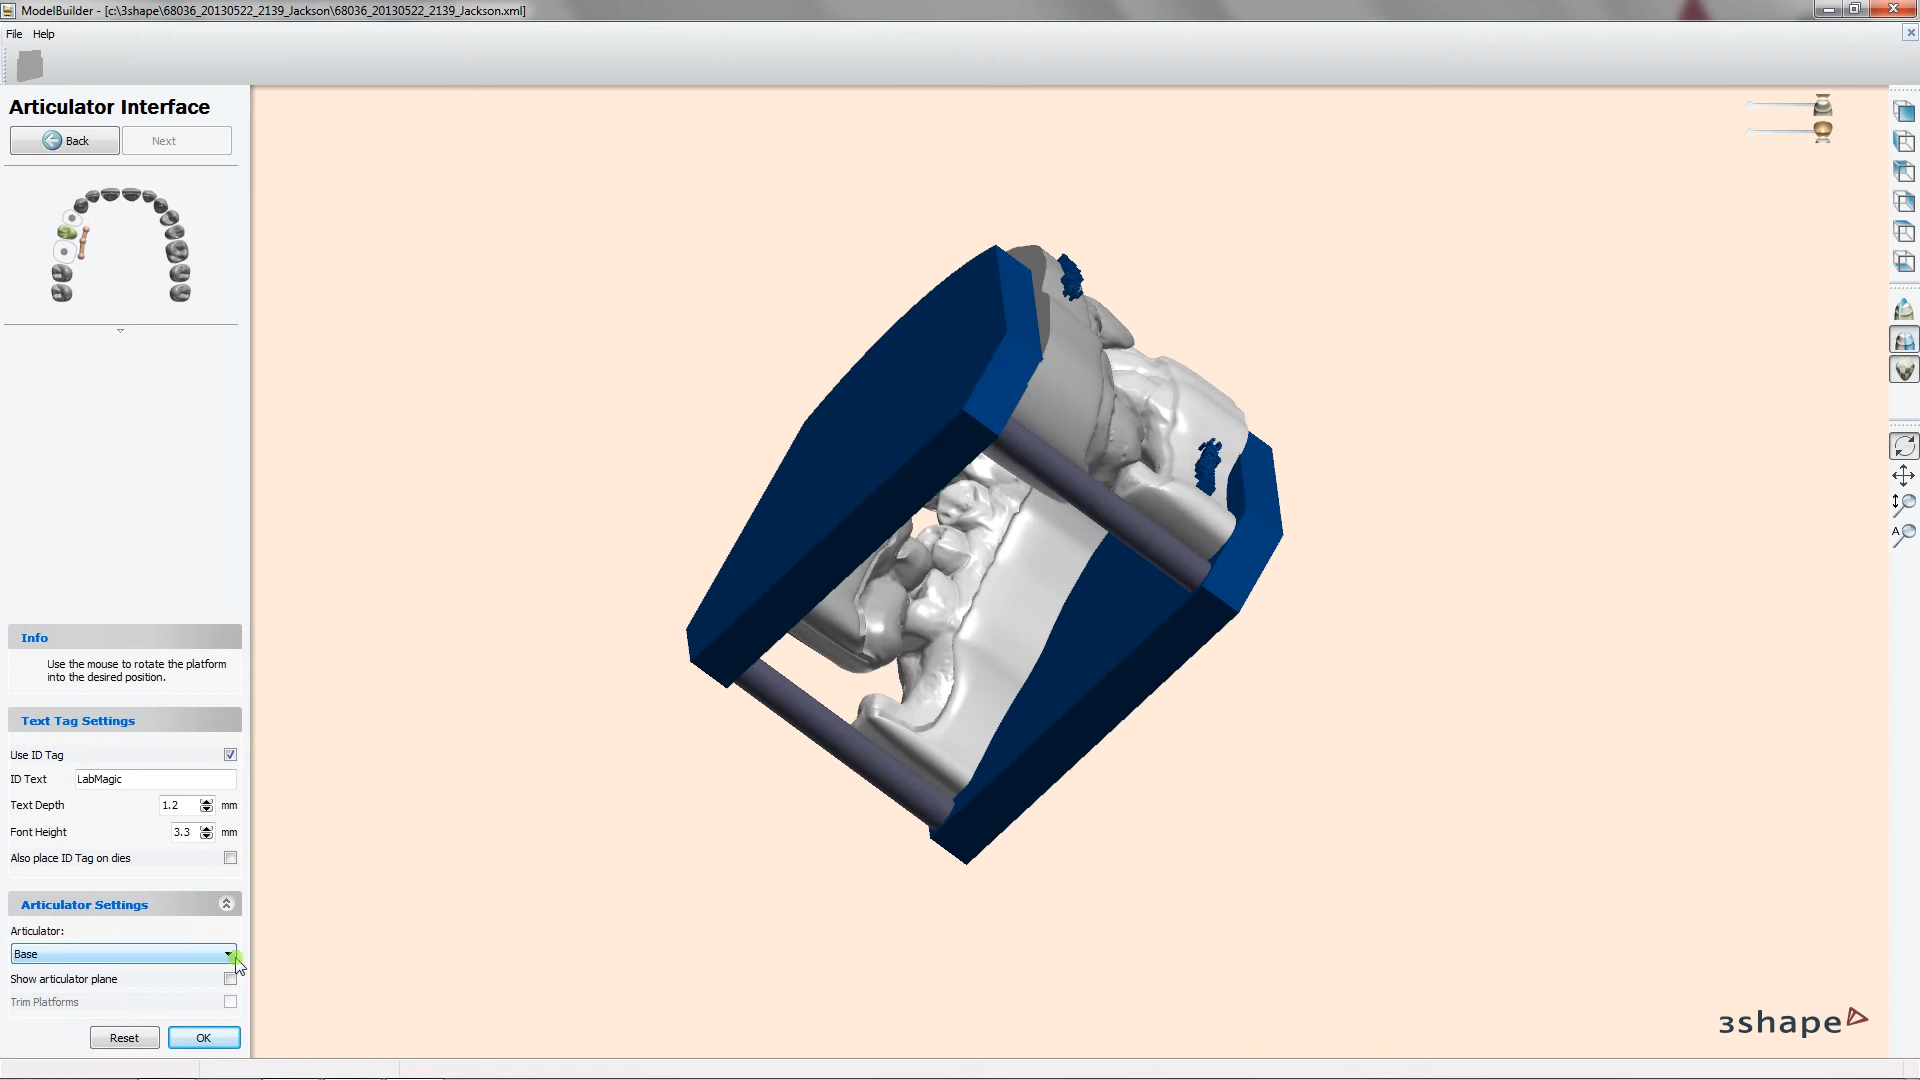 ModelBuilder - [c:\3shape\68036_20130522_2139_Jackson\68036_20130522_2139_Jackson.xml]
File Help
Articulator Interface
Back Next
Info
Use the mouse to rotate the platform
into the desired position.
Text Tag Settings
Use ID Tag
ID Text LabMagic
Text Depth 1.2 mm
Font Height 3.3 mm
Also place ID Tag on dies
Articulator Settings
Articulator:
Base
Show articulator plane
Trim Platforms
Reset OK
A
3shape